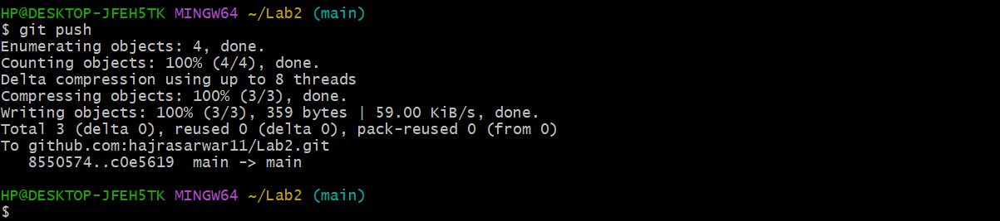 HP@DESKTOP-JFEH5TK MINGW64 ~/Lab2 (main)
$ git push
Enumerating objects: 4, done.
Counting objects: 100% (4/4), done.
Delta compression using up to 8 threads
Compressing objects: 100% (3/3), done.
Writing objects: 100% (3/3), 359 bytes | 59.00 KiB/s, done.
Total 3 (delta 0), reused 0 (delta 0), pack-reused 0 (from 0)
To github.com:hajrasarwar11/Lab2.git
   8550574..c0e5619  main -> main
HP@DESKTOP-JFEH5TK MINGW64 ~/Lab2 (main)
$